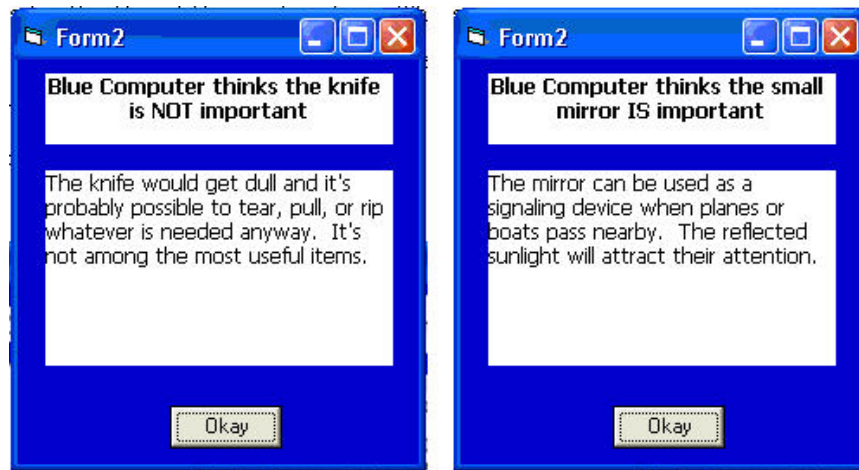 Form2
Blue Computer thinks the knife
is NOT important
The knife would get dull and it's
probably possible to tear, pull, or rip
whatever is needed anyway.  It's
not among the most useful items.
Okay
Form2
Blue Computer thinks the small
mirror IS important
The mirror can be used as a
signaling device when planes or
boats pass nearby.  The reflected
sunlight will attract their attention.
Okay